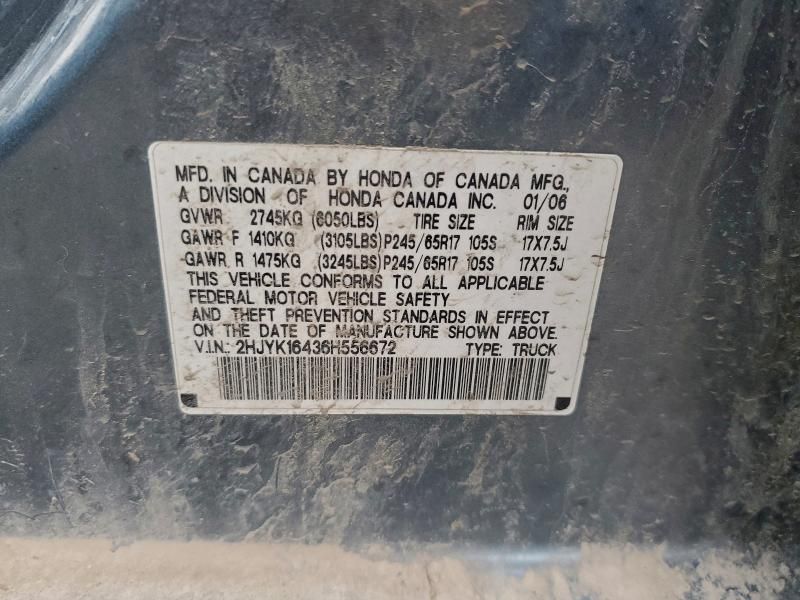 MFD. IN CANADA BY HONDA OF CANADA MFG.,
A DIVISION OF HONDA CANADA INC. 01/06
GVWR 2745KG (6050LBS) TIRE SIZE RIM SIZE
GAWR F 1410KG (3105LBS) P245/65R17 105S 17X7.5J
GAWR R 1475KG (3245LBS) P245/65R17 105S 17X7.5J
THIS VEHICLE CONFORMS TO ALL APPLICABLE
FEDERAL MOTOR VEHICLE SAFETY
AND THEFT PREVENTION STANDARDS IN EFFECT
ON THE DATE OF MANUFACTURE SHOWN ABOVE.
V.I.N.: 2HJYK16436H556672 TYPE: TRUCK